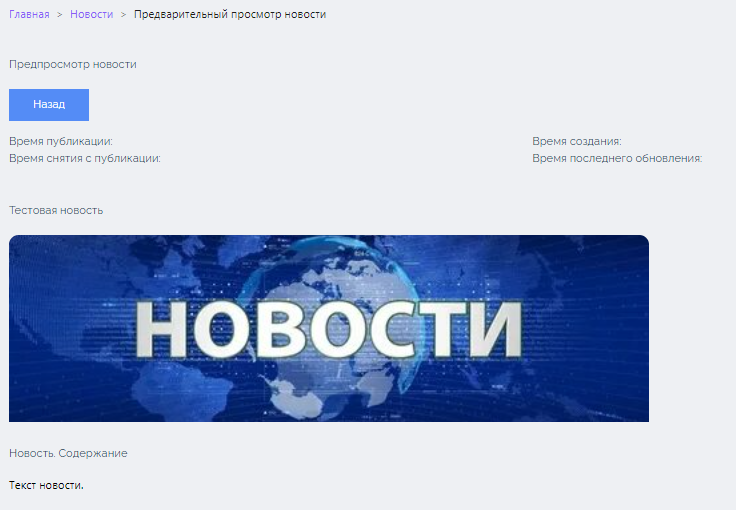 Главная > Новости > Предварительный просмотр новости
Предпросмотр новости
Назад
Время публикации:
Время создания:
Время снятия с публикации:
Время последнего обновления:
Тестовая новость
НОВОСТИ
Новость. Содержание
Текст новости.